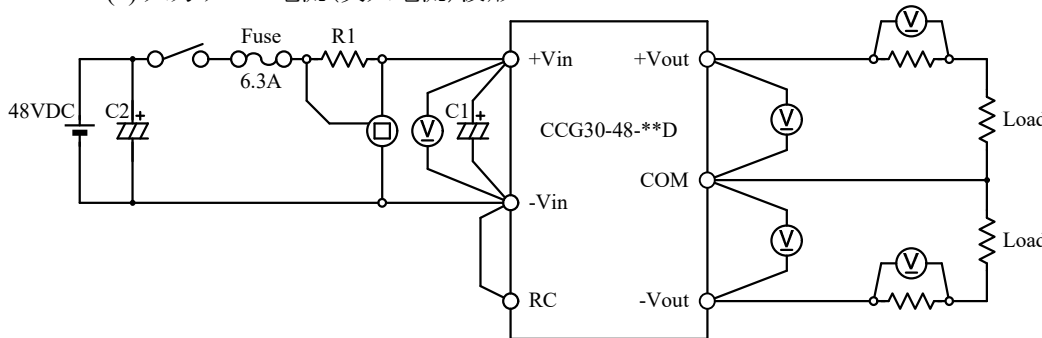 Fuse
R1
6.3A
48VDC
C2
+
V
C1
+
+Vin
-Vin
RC
CCG30-48-**D
+Vout
COM
-Vout
V
V
V
V
Load
Load